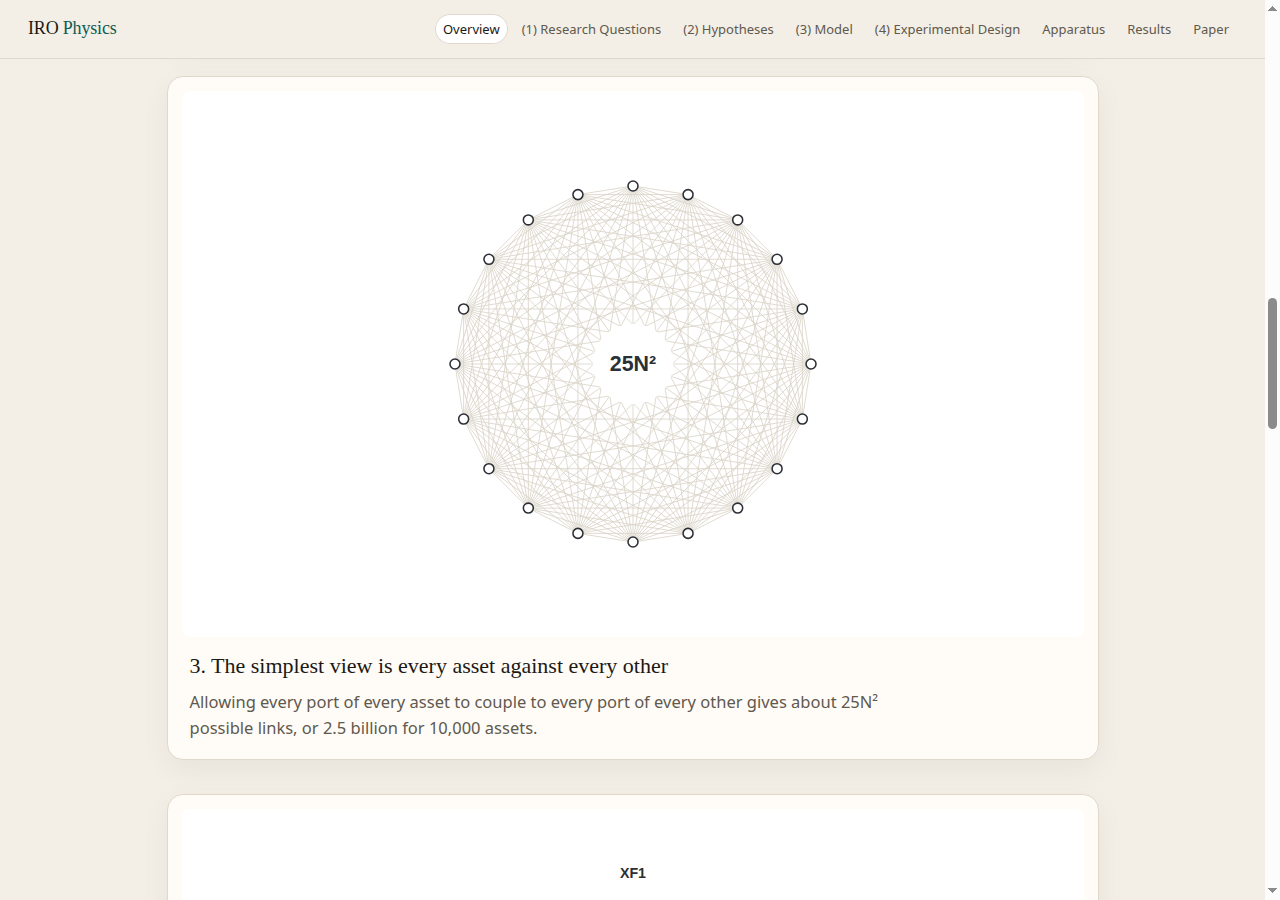 IRO Physics
Overview
(1) Research Questions
(2) Hypotheses
(3) Model
(4) Experimental Design
Apparatus
Results
Paper
25N²
3. The simplest view is every asset against every other
Allowing every port of every asset to couple to every port of every other gives about 25N²
possible links, or 2.5 billion for 10,000 assets.
XF1